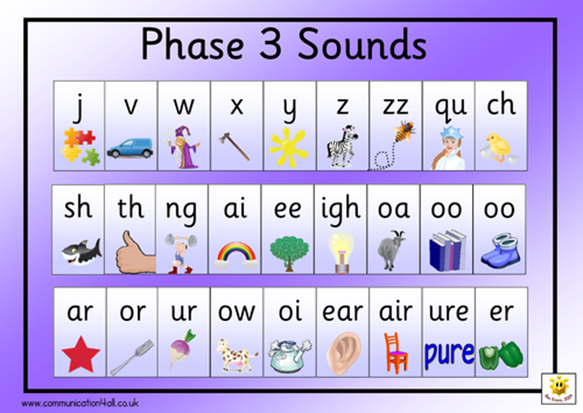 Phase 3 Sounds
j v w x y z zz qu ch
sh th ng ai ee igh oa oo oo
ar or ur ow oi ear air ure er
pure
www.communication4all.co.uk